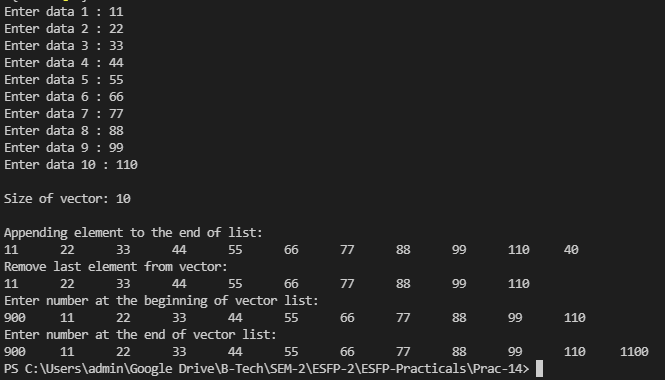 Enter data 1 : 11
Enter data 2 : 22
Enter data 3 : 33
Enter data 4 : 44
Enter data 5 : 55
Enter data 6 : 66
Enter data 7 : 77
Enter data 8 : 88
Enter data 9 : 99
Enter data 10 : 110
Size of vector: 10
Appending element to the end of list:
11 22 33 44 55 66 77 88 99 110 40
Remove last element from vector:
11 22 33 44 55 66 77 88 99 110
Enter number at the beginning of vector list:
900 11 22 33 44 55 66 77 88 99 110
Enter number at the end of vector list:
900 11 22 33 44 55 66 77 88 99 110 1100
PS C:\Users\admin\Google Drive\B-Tech\SEM-2\ESFP-2\ESFP-Practicals\Prac-14>